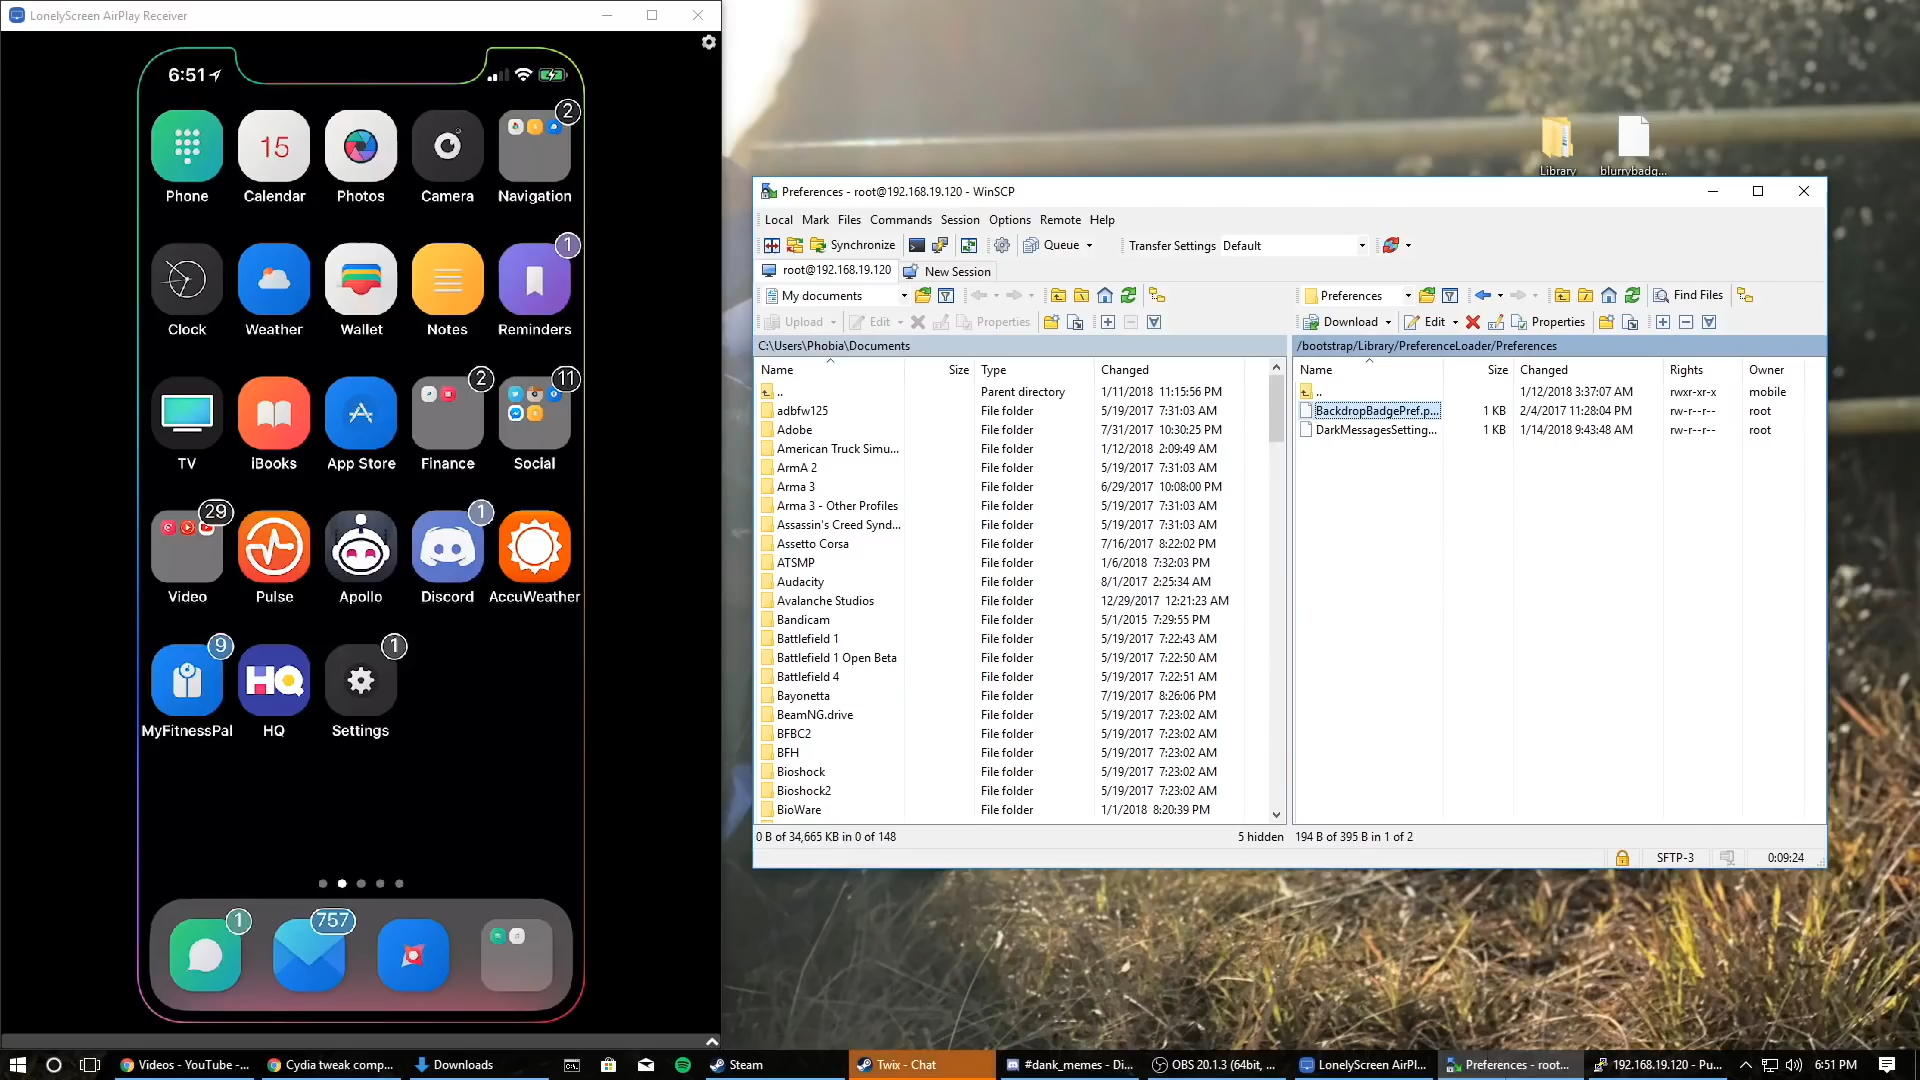 LonelyScreen AirPlay Receiver
6:51
2
Phone
15
Calendar
Photos
Camera
Navigation
1
Clock
Weather
Wallet
Notes
Reminders
2
11
TV
iBooks
App Store
Finance
Social
29
1
Video
Pulse
Apollo
Discord
AccuWeather
9
HQ
1
MyFitnessPal
HQ
Settings
1
757
Library
blurrybadg...
Preferences - root@192.168.19.120 - WinSCP
Local Mark Files Commands Session Options Remote Help
Synchronize
Queue
Transfer Settings Default
root@192.168.19.120
New Session
My documents
Upload
Edit
Properties
C:\Users\Phobia\Documents
Name Size Type Changed
.. Parent directory 1/11/2018 11:15:56 PM
adbfw125 File folder 5/19/2017 7:31:03 AM
Adobe File folder 7/31/2017 10:30:25 PM
American Truck Simu... File folder 1/12/2018 2:09:49 AM
ArmA 2 File folder 5/19/2017 7:31:03 AM
Arma 3 File folder 6/29/2017 10:08:00 PM
Arma 3 - Other Profiles File folder 5/19/2017 7:31:03 AM
Assassin's Creed Synd... File folder 5/19/2017 7:31:03 AM
Assetto Corsa File folder 7/16/2017 8:22:02 PM
ATSMP File folder 1/6/2018 7:32:03 PM
Audacity File folder 8/1/2017 2:25:34 AM
Avalanche Studios File folder 12/29/2017 12:21:23 AM
Bandicam File folder 5/1/2015 7:29:55 PM
Battlefield 1 File folder 5/19/2017 7:22:43 AM
Battlefield 1 Open Beta File folder 5/19/2017 7:22:50 AM
Battlefield 4 File folder 5/19/2017 7:22:51 AM
Bayonetta File folder 7/19/2017 8:26:06 PM
BeamNG.drive File folder 5/19/2017 7:23:02 AM
BFBC2 File folder 5/19/2017 7:23:02 AM
BFH File folder 5/19/2017 7:23:02 AM
Bioshock File folder 5/19/2017 7:23:02 AM
Bioshock2 File folder 5/19/2017 7:23:02 AM
BioWare File folder 1/1/2018 8:20:39 PM
0 B of 34,665 KB in 0 of 148
5 hidden
Preferences
Find Files
Download
Edit
Properties
/bootstrap/Library/PreferenceLoader/Preferences
Name Size Changed Rights Owner
.. 1/12/2018 3:37:07 AM rwxr-xr-x mobile
BackdropBadgePref.p... 1 KB 2/4/2017 11:28:04 PM rw-r--r-- root
DarkMessagesSetting... 1 KB 1/14/2018 9:43:48 AM rw-r--r-- root
194 B of 395 B in 1 of 2
SFTP-3
0:09:24
Videos - YouTube -...
Cydia tweak comp...
Downloads
Steam
Twix - Chat
#dank_memes - Di...
OBS 20.1.3 (64bit, ...
LonelyScreen AirPl...
Preferences - root...
192.168.19.120 - Pu...
6:51 PM